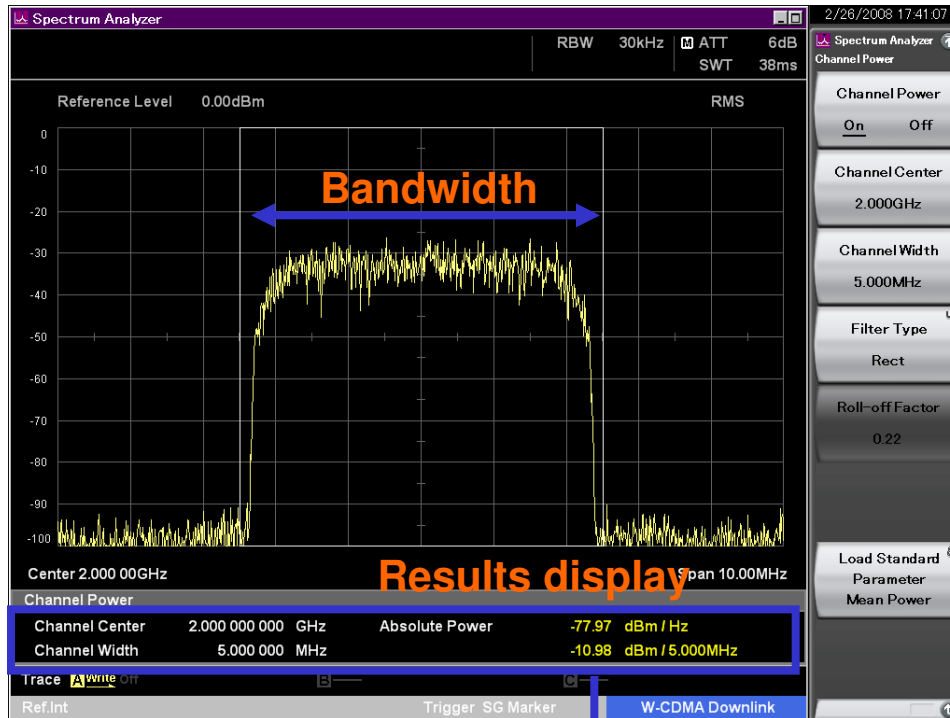 Spectrum Analyzer
2/26/2008 17:41:07
RBW 30kHz M ATT 6dB
SWT 38ms
Spectrum Analyzer
Channel Power
Reference Level 0.00dBm
RMS
Channel Power
On Off
0
-10
-20
-30
-40
-50
-60
-70
-80
-90
-100
Bandwidth
Channel Center
2.000GHz
Channel Width
5.000MHz
Filter Type
Rect
Roll-off Factor
0.22
Load Standard
Parameter
Mean Power
Center 2.000 00GHz
Results display
Span 10.00MHz
Channel Power
Channel Center 2.000 000 000 GHz Absolute Power -77.97 dBm / Hz
Channel Width 5.000 000 MHz -10.98 dBm / 5.000MHz
Trace A Write Off B C
Ref.Int Trigger SG Marker W-CDMA Downlink